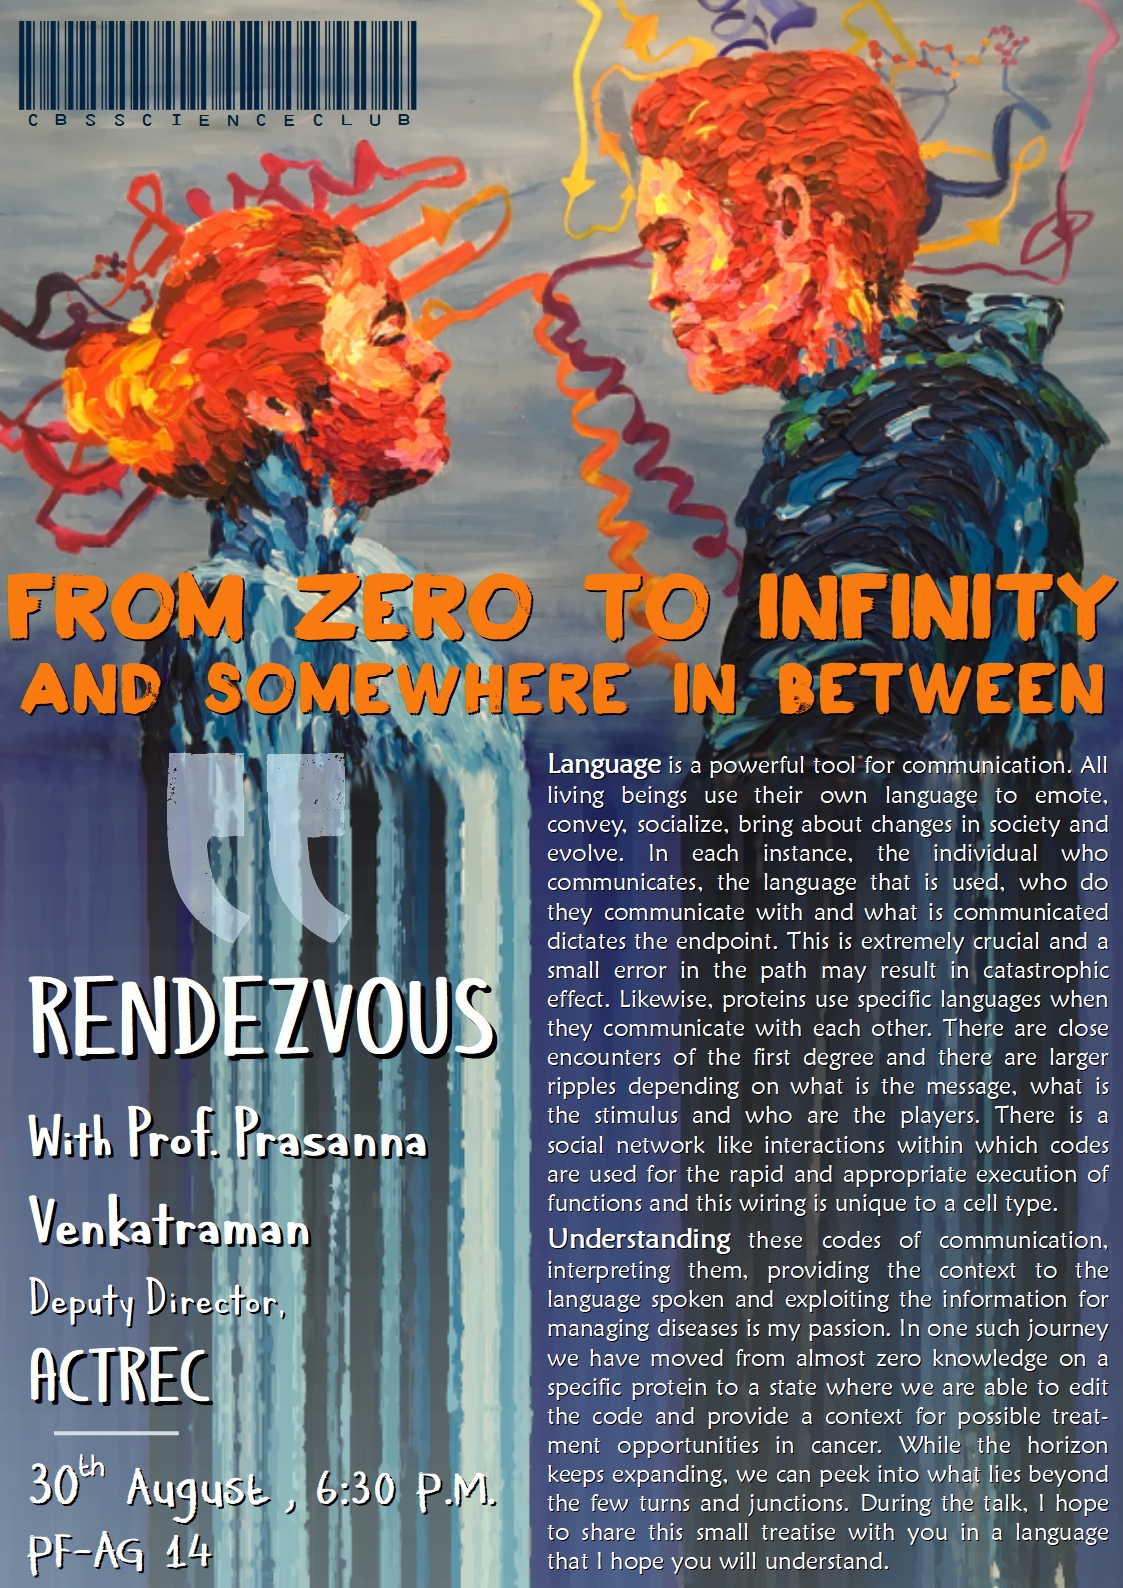 CBSSCIENCECLUB
FROM ZERO TO INFINITY
AND SOMEWHERE IN BETWEEN
RENDEZVOUS
With Prof. Prasanna
Venkatraman
Deputy Director,
ACTREC
30th August , 6:30 P.M.
PF-AG 14
Language is a powerful tool for communication. All
living beings use their own language to emote,
convey, socialize, bring about changes in society and
evolve. In each instance, the individual who
communicates, the language that is used, who do
they communicate with and what is communicated
dictates the endpoint. This is extremely crucial and a
small error in the path may result in catastrophic
effect. Likewise, proteins use specific languages when
they communicate with each other. There are close
encounters of the first degree and there are larger
ripples depending on what is the message, what is
the stimulus and who are the players. There is a
social network like interactions within which codes
are used for the rapid and appropriate execution of
functions and this wiring is unique to a cell type.
Understanding these codes of communication,
interpreting them, providing the context to the
language spoken and exploiting the information for
managing diseases is my passion. In one such journey
we have moved from almost zero knowledge on a
specific protein to a state where we are able to edit
the code and provide a context for possible treat-
ment opportunities in cancer. While the horizon
keeps expanding, we can peek into what lies beyond
the few turns and junctions. During the talk, I hope
to share this small treatise with you in a language
that I hope you will understand.